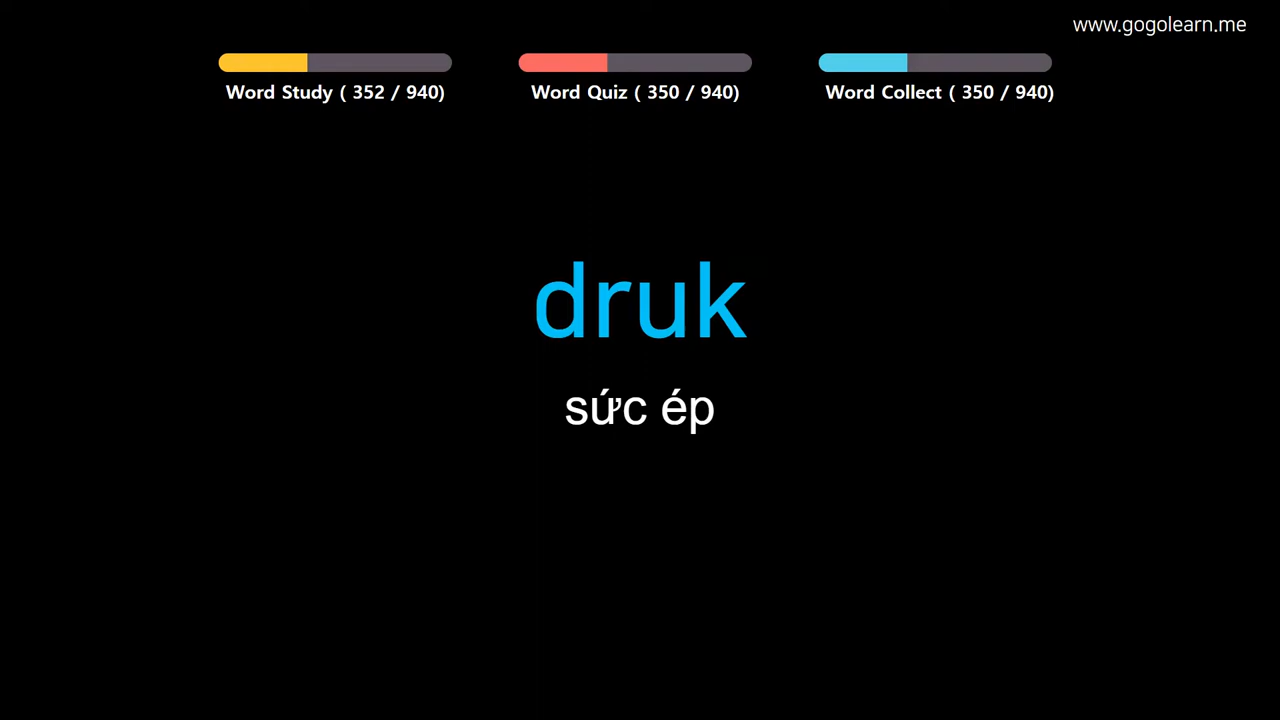 www.gogolearn.me
Word Study ( 352 / 940)
Word Quiz ( 350 / 940)
Word Collect ( 350 / 940)
druk
sức ép